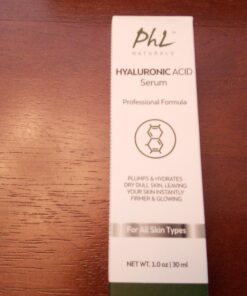 PhL™
NATURALS
HYALURONIC ACID
Serum
Professional Formula
PLUMPS & HYDRATES
DRY DULL SKIN, LEAVING
YOUR SKIN INSTANTLY
FIRMER & GLOWING
For All Skin Types
NET WT. 1.0 oz | 30 ml